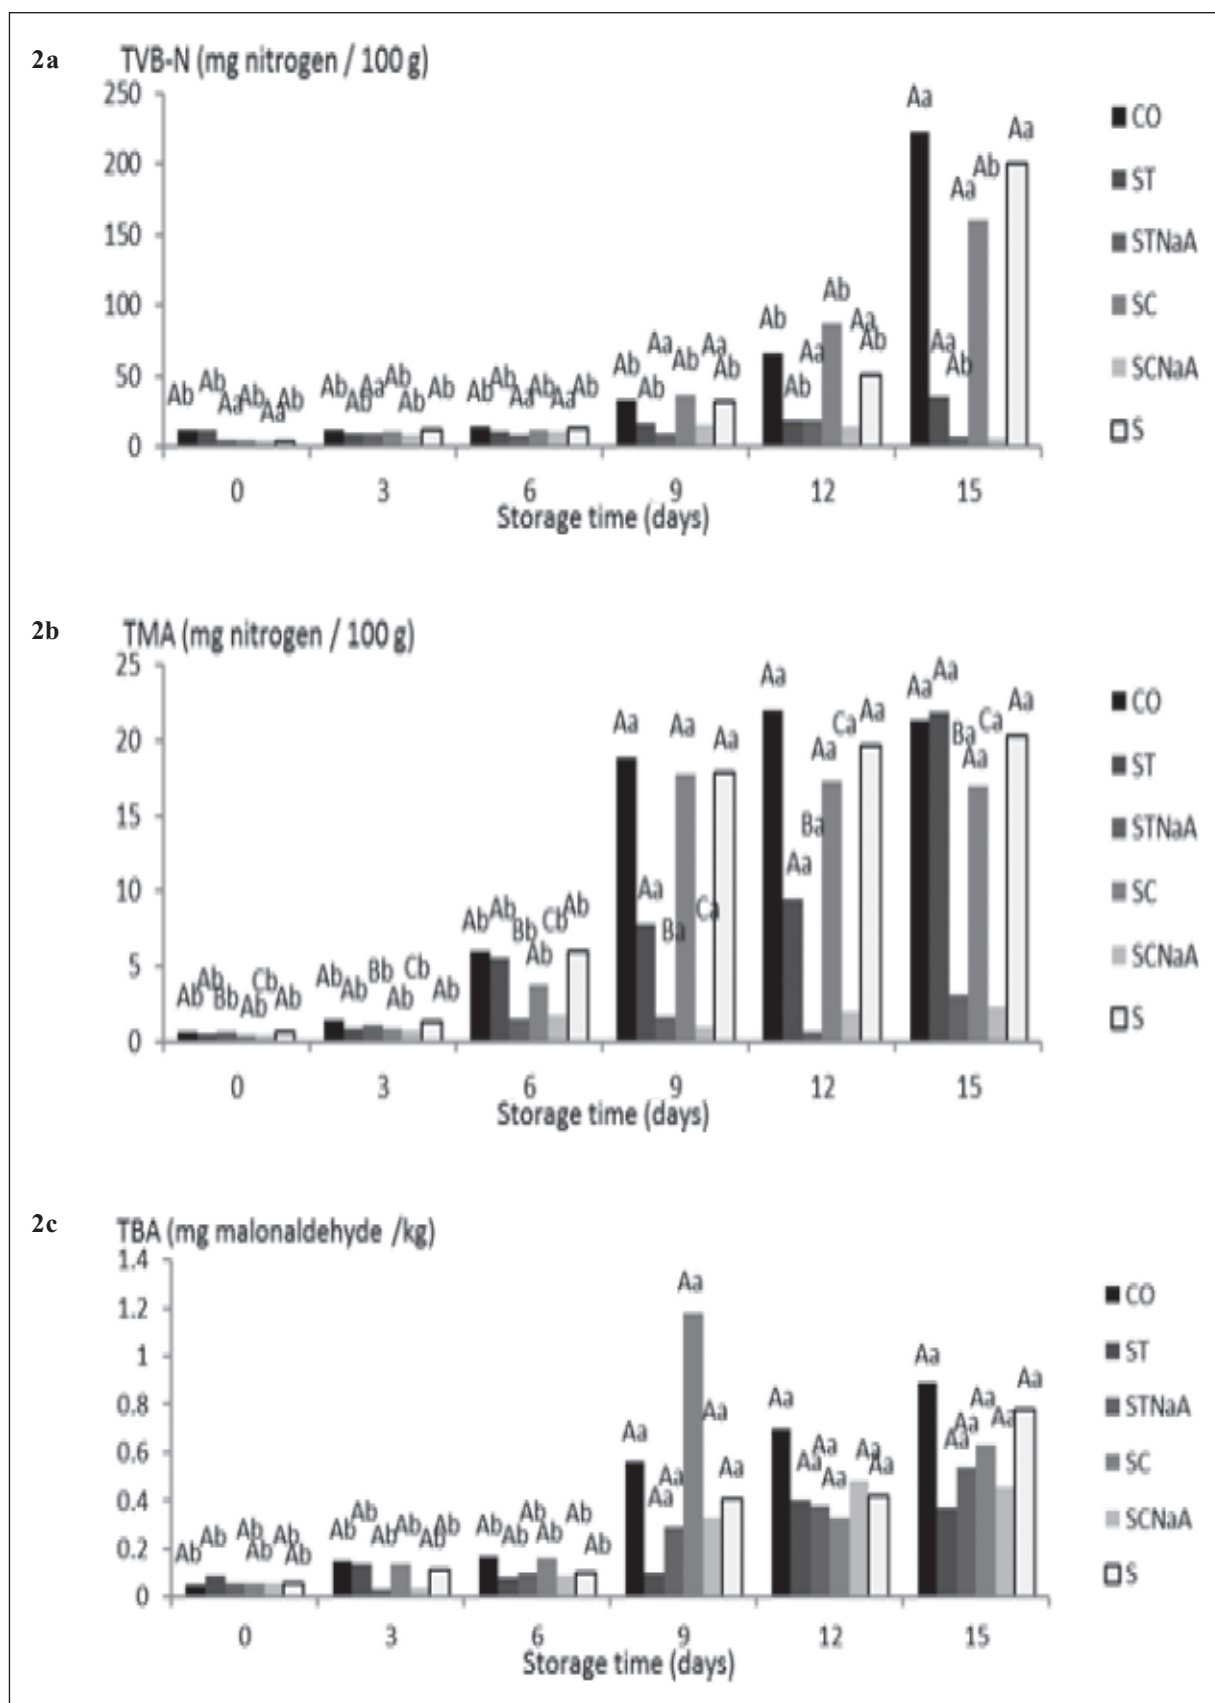 2a TVB-N (mg nitrogen / 100 g)
250
200
150
100
50
0
Ab Ab Aa Ab Aa Ab
Ab Ab Aa Ab Ab Ab
Ab Ab Aa Ab Aa Ab
Ab Ab Aa Ab Aa Ab
Ab Ab Aa Ab Aa Ab
Aa Aa Ab Aa Ab Aa
0 3 6 9 12 15
Storage time (days)
CO
ST
STNaA
SC
SCNaA
S
2b TMA (mg nitrogen / 100 g)
25
20
15
10
5
0
Ab Ab Bb Ab Cb Ab
Ab Ab Bb Ab Cb Ab
Ab Ab Bb Ab Cb Ab
Aa Aa Ba Aa Ca Aa
Aa Aa Ba Aa Ca Aa
Aa Aa Ba Aa Ca Aa
0 3 6 9 12 15
Storage time (days)
CO
ST
STNaA
SC
SCNaA
S
2c TBA (mg malonaldehyde /kg)
1.4
1.2
1
0.8
0.6
0.4
0.2
0
Ab Ab Ab Ab Ab Ab
Ab Ab Ab Ab Ab Ab
Ab Ab Ab Ab Ab Ab
Aa Aa Aa Aa Aa Aa
Aa Aa Aa Aa Aa Aa
Aa Aa Aa Aa Aa Aa
0 3 6 9 12 15
Storage time (days)
CO
ST
STNaA
SC
SCNaA
S